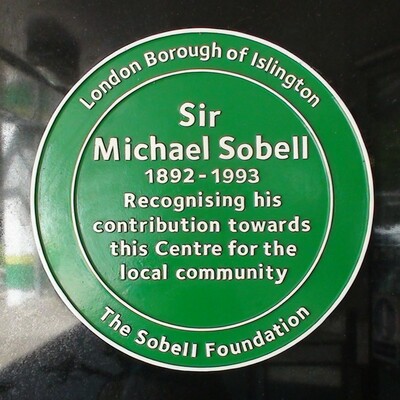 London Borough of Islington
Sir
Michael Sobell
1892-1993
Recognising his
contribution towards
this Centre for the
local community
The Sobell Foundation